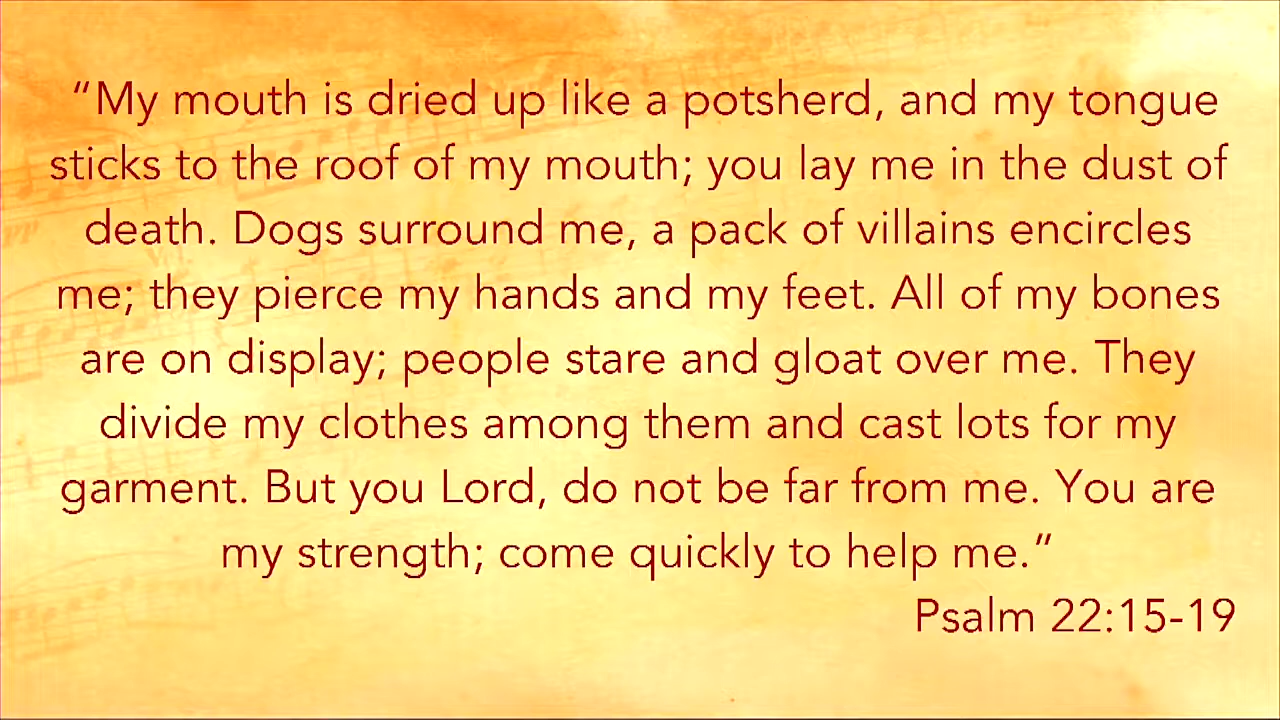 “My mouth is dried up like a potsherd, and my tongue
sticks to the roof of my mouth; you lay me in the dust of
death. Dogs surround me, a pack of villains encircles
me; they pierce my hands and my feet. All of my bones
are on display; people stare and gloat over me. They
divide my clothes among them and cast lots for my
garment. But you Lord, do not be far from me. You are
my strength; come quickly to help me.”
Psalm 22:15-19